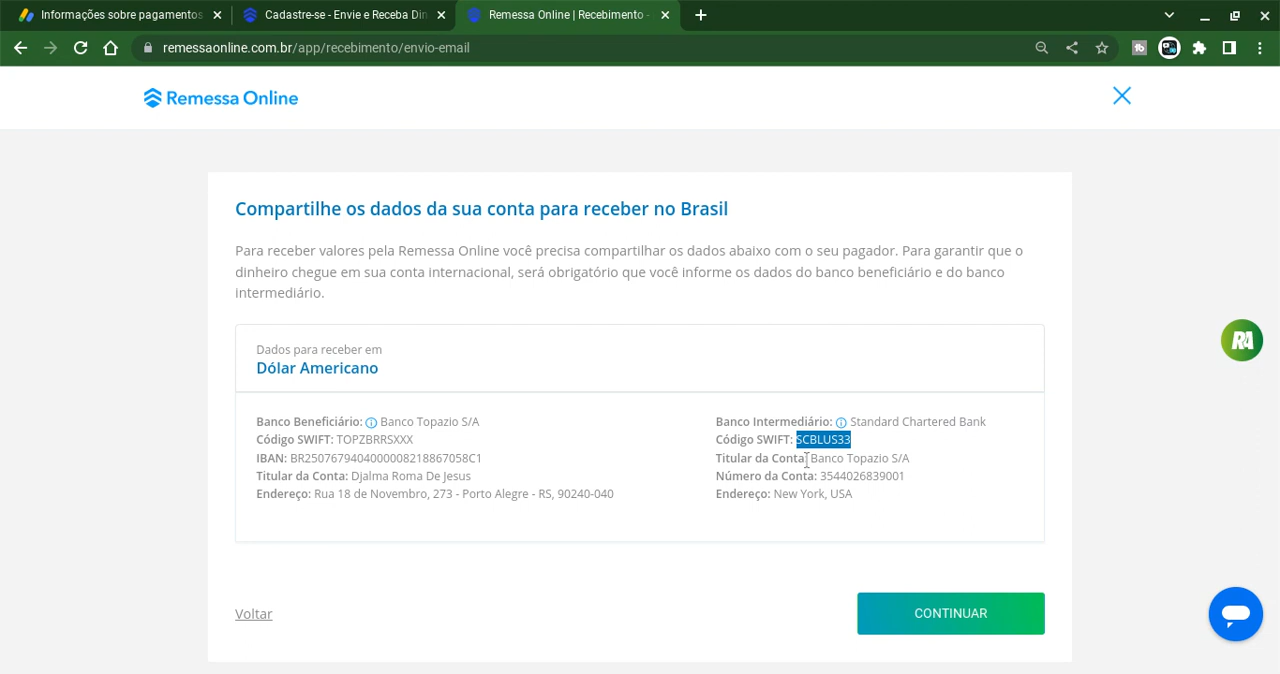 Informações sobre pagamentos
Cadastre-se - Envie e Receba Din
Remessa Online | Recebimento -
remessaonline.com.br/app/recebimento/envio-email
Remessa Online
Compartilhe os dados da sua conta para receber no Brasil
Para receber valores pela Remessa Online você precisa compartilhar os dados abaixo com o seu pagador. Para garantir que o
dinheiro chegue em sua conta internacional, será obrigatório que você informe os dados do banco beneficiário e do banco
intermediário.
Dados para receber em
Dólar Americano
Banco Beneficiário: Banco Topazio S/A
Código SWIFT: TOPZBRRSXXX
IBAN: BR2507679404000008218867058C1
Titular da Conta: Djalma Roma De Jesus
Endereço: Rua 18 de Novembro, 273 - Porto Alegre - RS, 90240-040
Banco Intermediário: Standard Chartered Bank
Código SWIFT: SCBLUS33
Titular da Conta: Banco Topazio S/A
Número da Conta: 3544026839001
Endereço: New York, USA
RA
Voltar
CONTINUAR